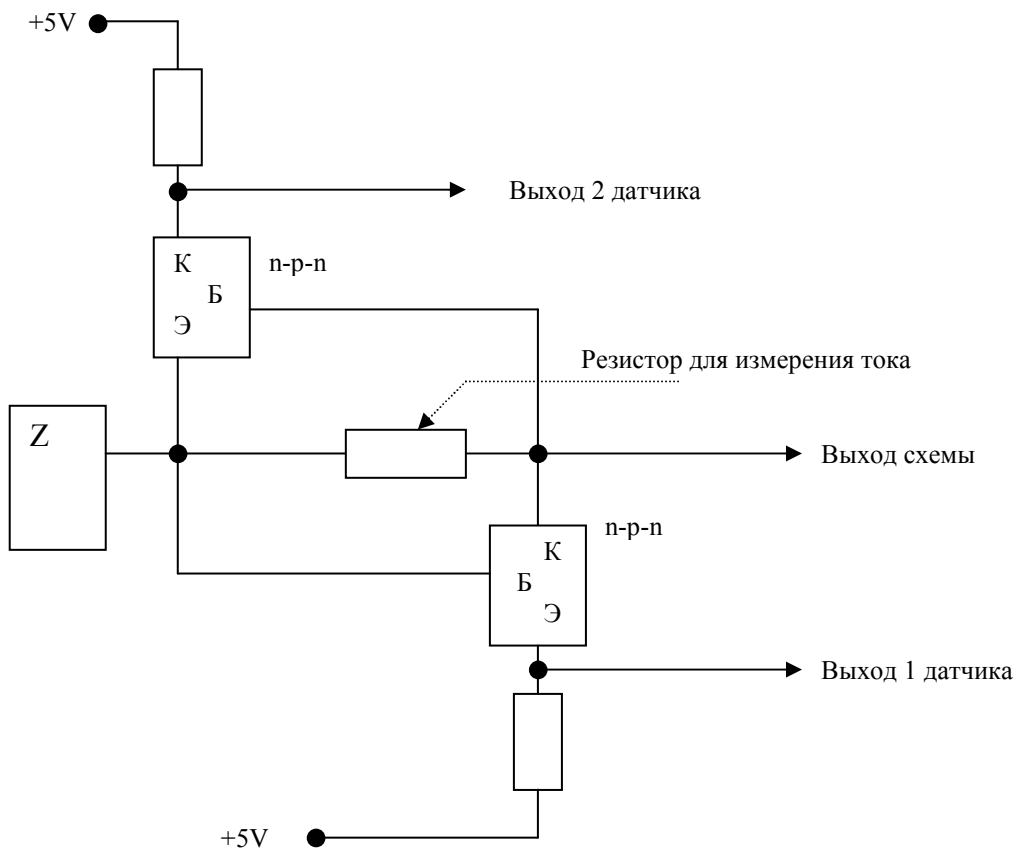 +5V
Выход 2 датчика
К
Б
Э
n-p-n
Резистор для измерения тока
Z
Выход схемы
n-p-n
К
Б
Э
Выход 1 датчика
+5V